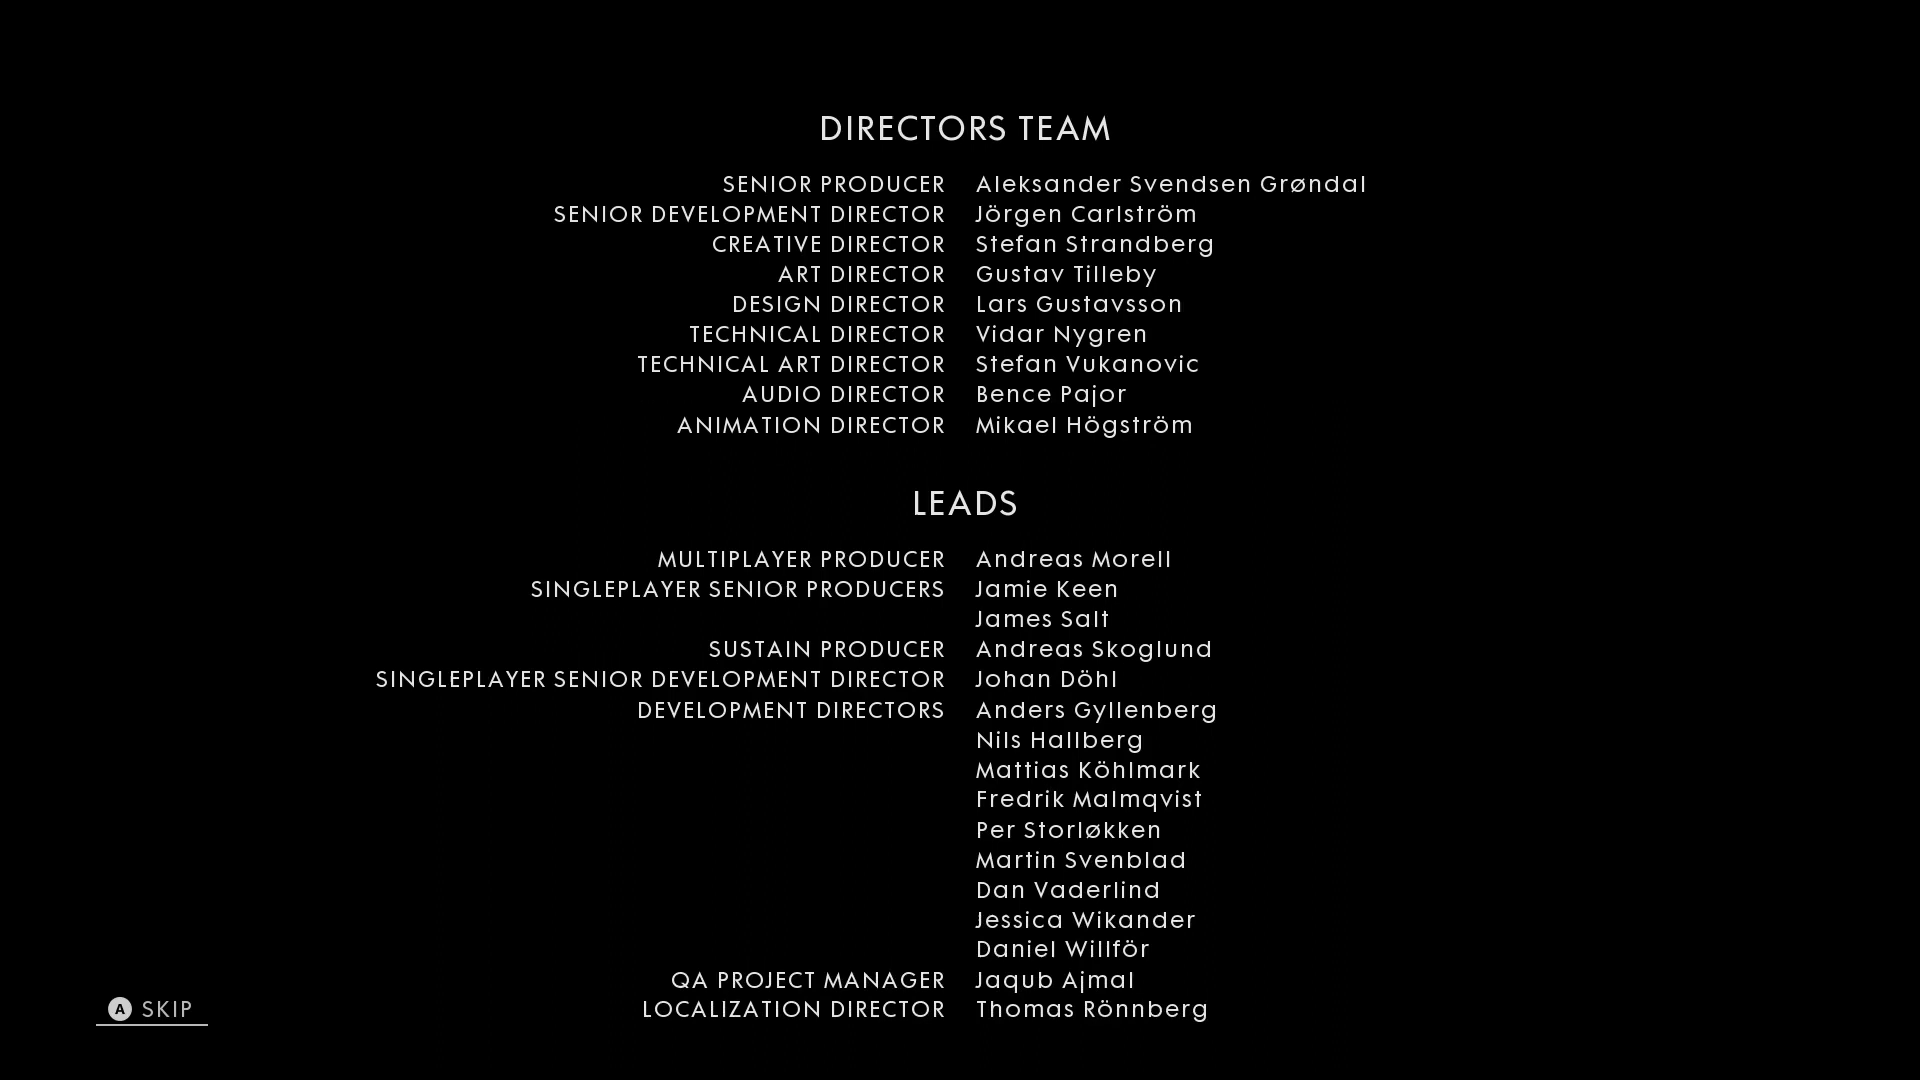 DIRECTORS TEAM
SENIOR PRODUCER Aleksander Svendsen Grøndal
SENIOR DEVELOPMENT DIRECTOR Jörgen Carlström
CREATIVE DIRECTOR Stefan Strandberg
ART DIRECTOR Gustav Tilleby
DESIGN DIRECTOR Lars Gustavsson
TECHNICAL DIRECTOR Vidar Nygren
TECHNICAL ART DIRECTOR Stefan Vukanovic
AUDIO DIRECTOR Bence Pajor
ANIMATION DIRECTOR Mikael Högström
LEADS
MULTIPLAYER PRODUCER Andreas Morell
SINGLEPLAYER SENIOR PRODUCERS Jamie Keen
James Salt
SUSTAIN PRODUCER Andreas Skoglund
SINGLEPLAYER SENIOR DEVELOPMENT DIRECTOR Johan Döhl
DEVELOPMENT DIRECTORS Anders Gyllenberg
Nils Hallberg
Mattias Köhlmark
Fredrik Malmqvist
Per Storløkken
Martin Svenblad
Dan Vaderlind
Jessica Wikander
Daniel Willför
QA PROJECT MANAGER Jaqub Ajmal
LOCALIZATION DIRECTOR Thomas Rönnberg
A SKIP